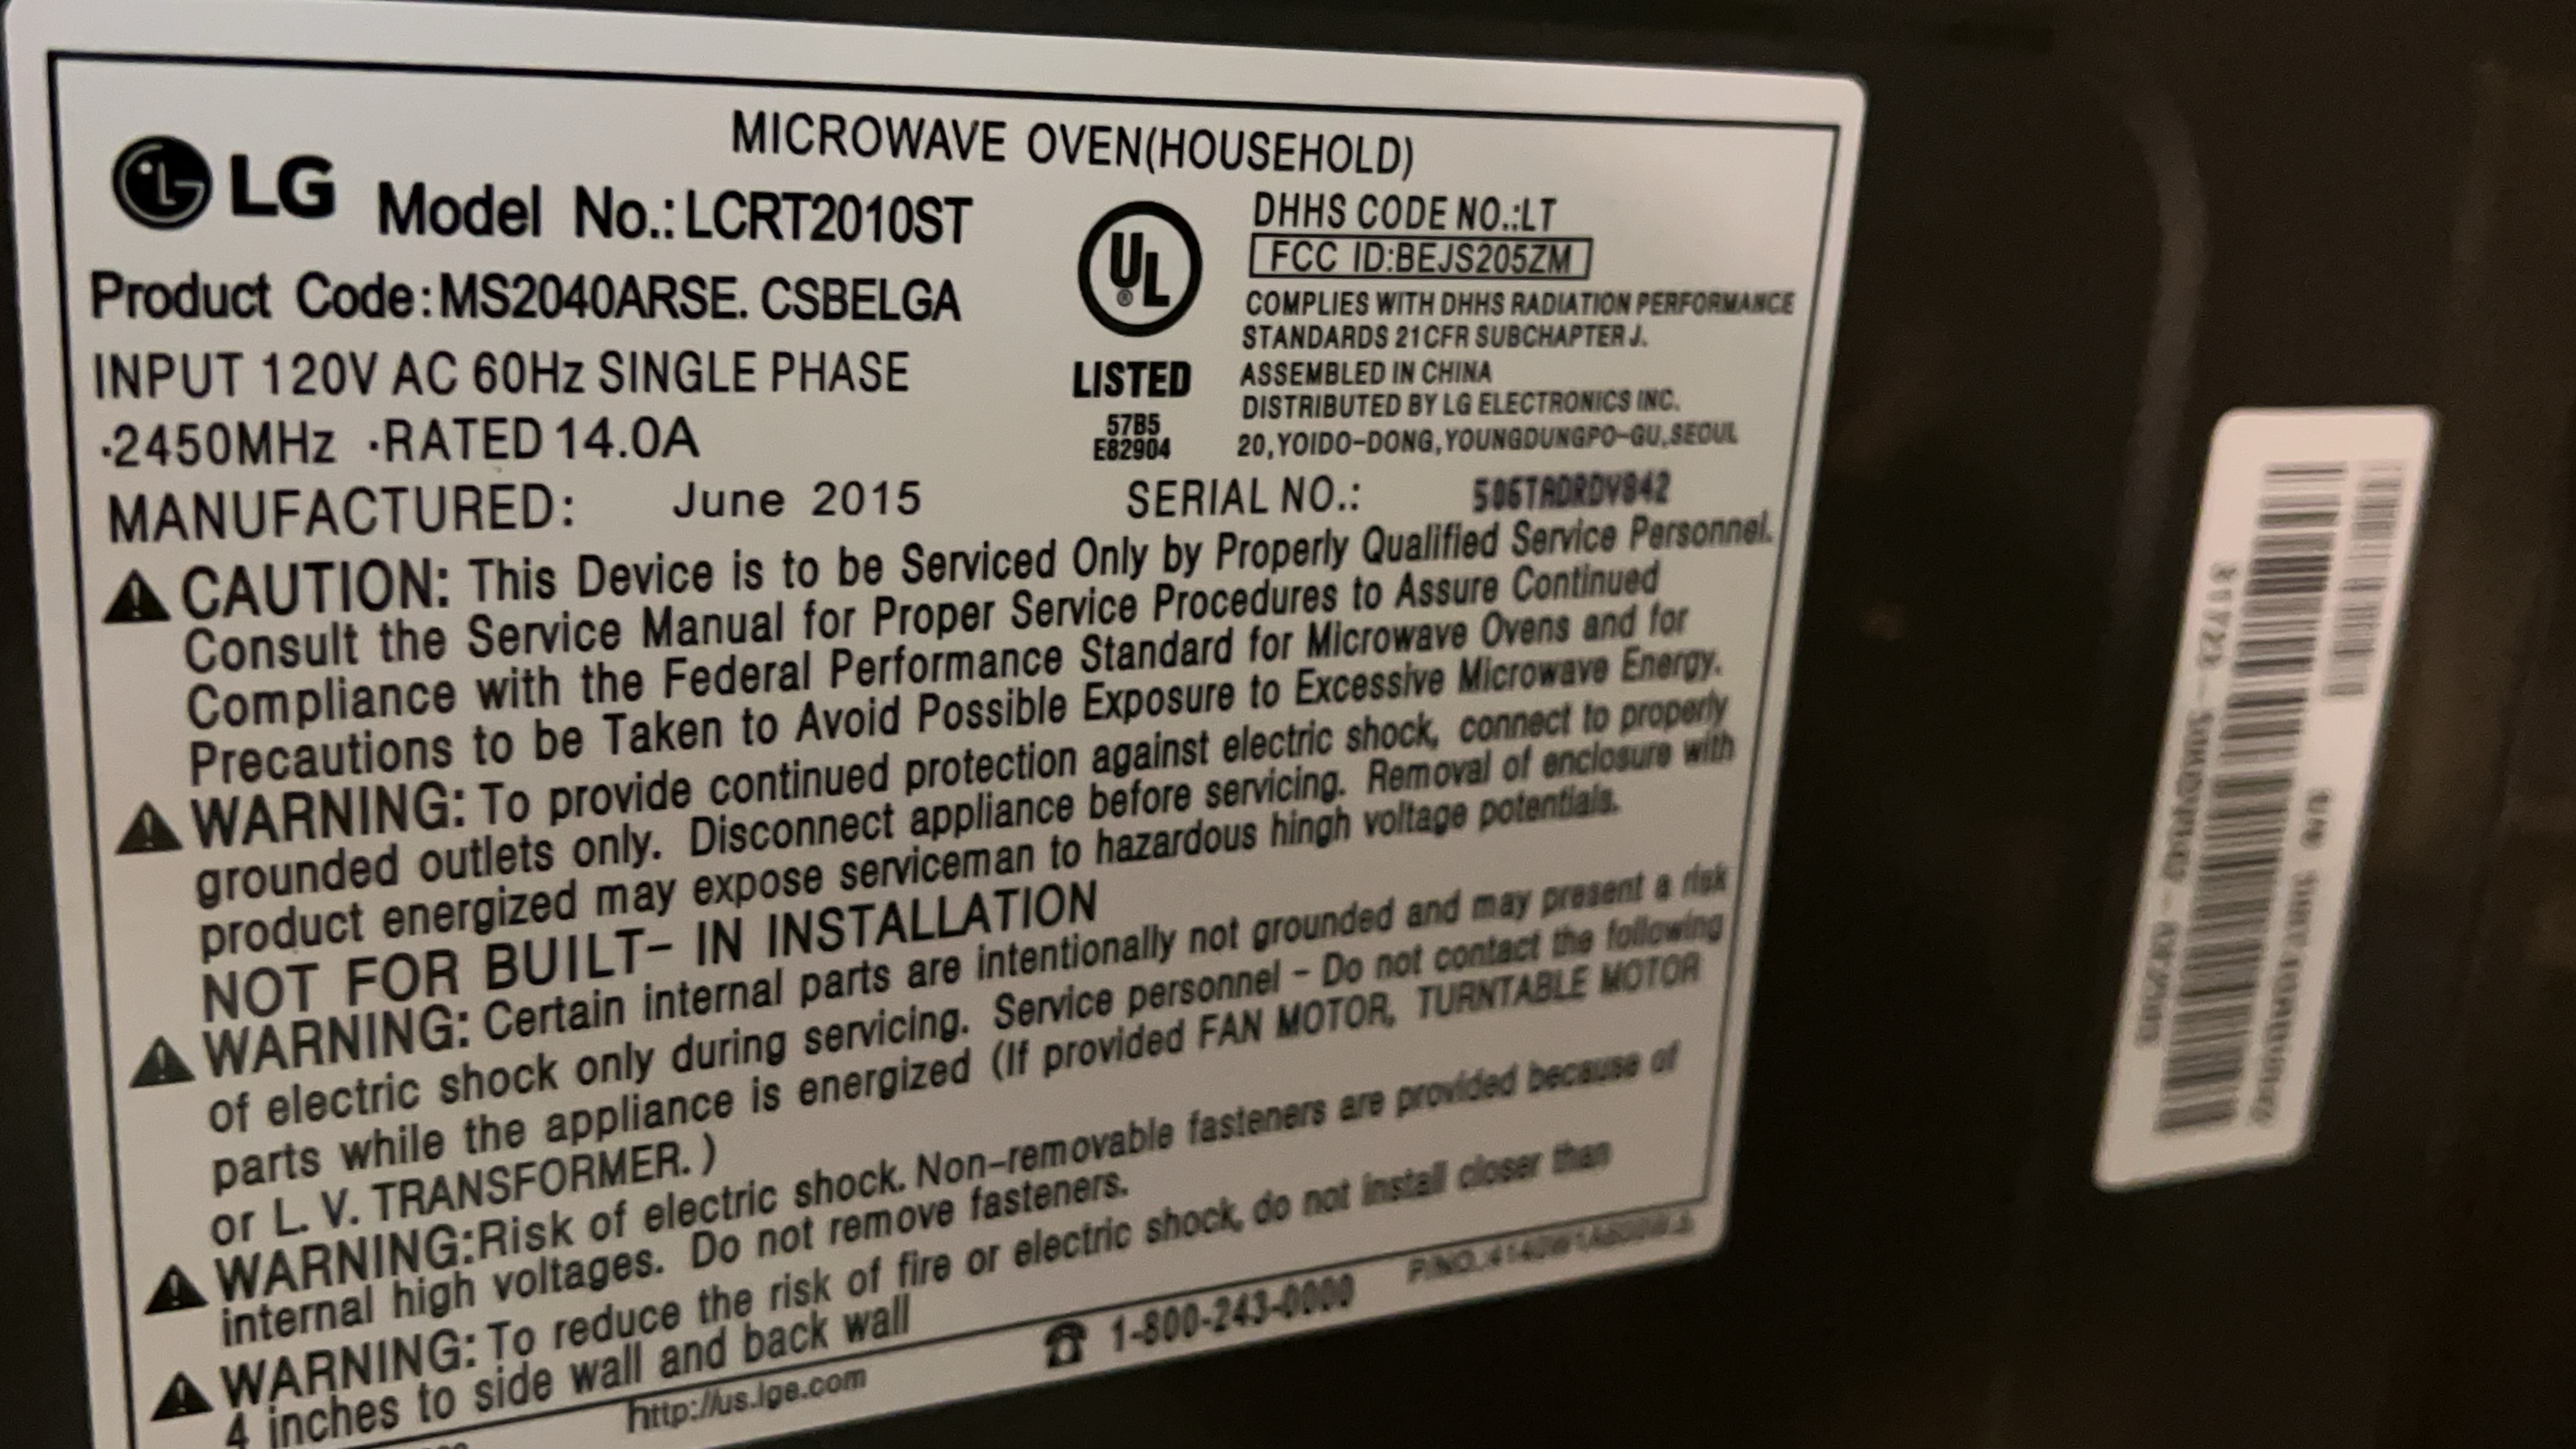 MICROWAVE OVEN(HOUSEHOLD)
LG Model No.: LCRT2010ST
Product Code: MS2040ARSE. CSBELGA
INPUT 120V AC 60Hz SINGLE PHASE
·2450MHz ·RATED 14.0A
MANUFACTURED: June 2015
UL ®
LISTED
57B5
E82904
DHHS CODE NO.:LT
FCC ID:BEJS205ZM
COMPLIES WITH DHHS RADIATION PERFORMANCE
STANDARDS 21CFR SUBCHAPTER J.
ASSEMBLED IN CHINA
DISTRIBUTED BY LG ELECTRONICS INC.
20,YOIDO-DONG,YOUNGDUNGPO-GU,SEOUL
SERIAL NO.:
CAUTION: This Device is to be Serviced Only by Properly Qualified Service Personnel.
Consult the Service Manual for Proper Service Procedures to Assure Continued
Compliance with the Federal Performance Standard for Microwave Ovens and for
Precautions to be Taken to Avoid Possible Exposure to Excessive Microwave Energy.
WARNING: To provide continued protection against electric shock, connect to properly
grounded outlets only. Disconnect appliance before servicing. Removal of enclosure with
product energized may expose serviceman to hazardous hingh voltage potentials.
NOT FOR BUILT- IN INSTALLATION
WARNING: Certain internal parts are intentionally not grounded and may present a risk
of electric shock only during servicing. Service personnel - Do not contact the following
parts while the appliance is energized (If provided FAN MOTOR, TURNTABLE MOTOR
or L. V. TRANSFORMER. )
WARNING:Risk of electric shock. Non-removable fasteners are provided because of
internal high voltages. Do not remove fasteners.
WARNING: To reduce the risk of fire or electric shock, do not install closer than
4 inches to side wall and back wall
http://us.lge.com
1-800-243-0000
P/NO.: